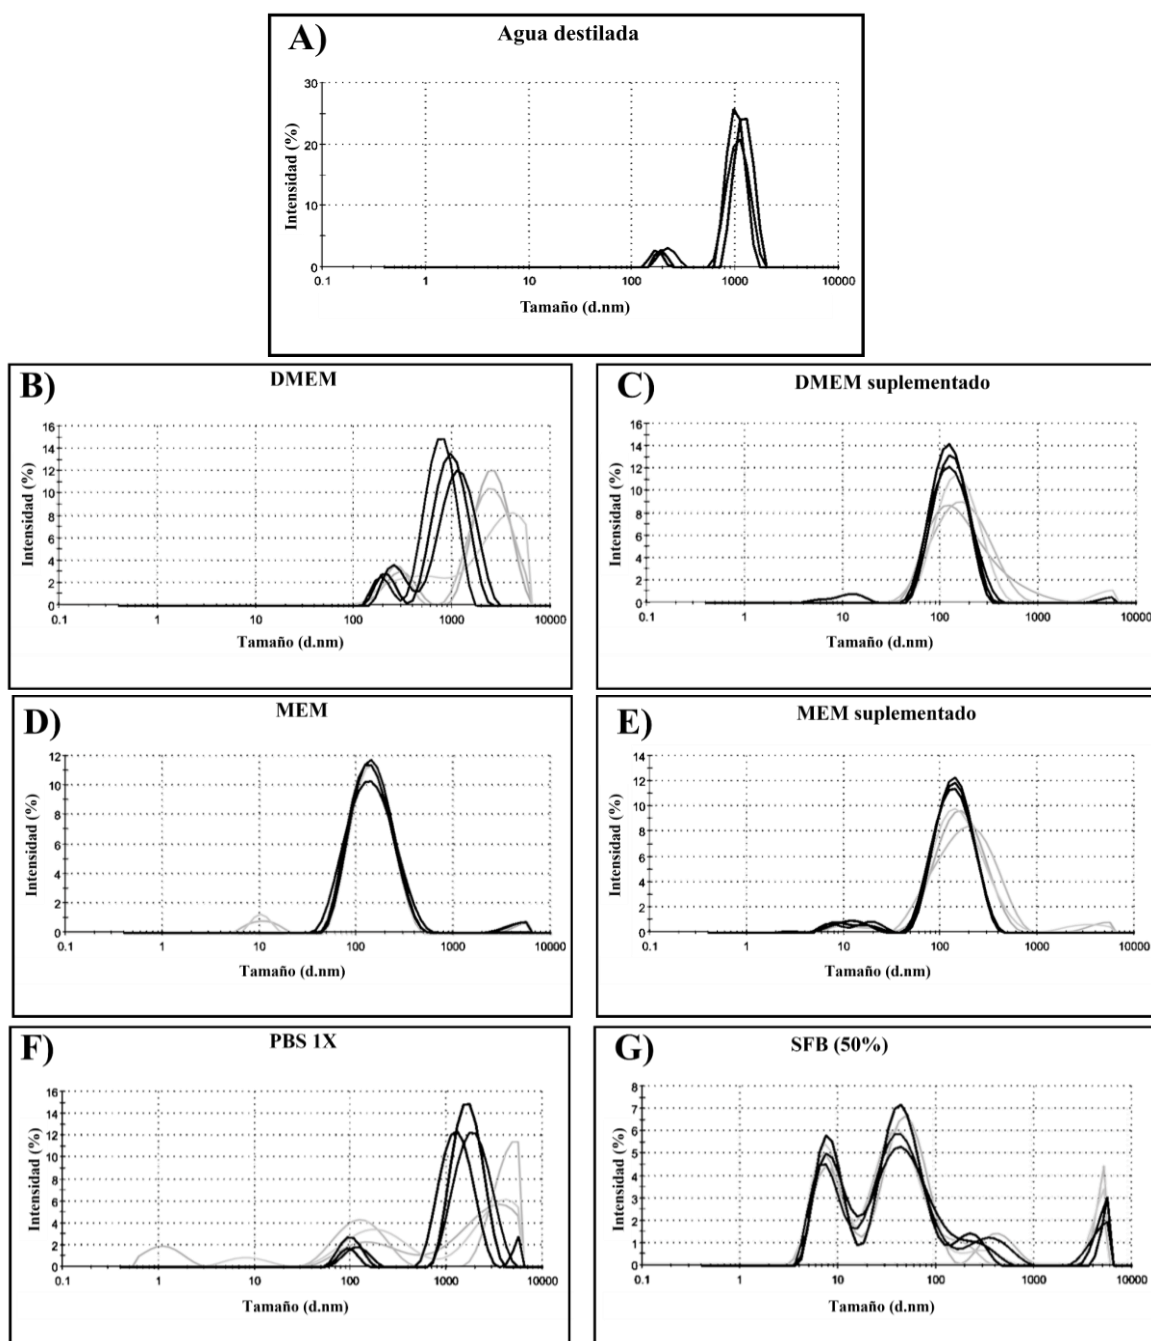 A)
Agua destilada
30
20
10
0
Intensidad (%)
0.1 1 10 100 1000 10000
Tamaño (d.nm)
B)
DMEM
16
14
12
10
8
6
4
2
0
Intensidad (%)
0.1 1 10 100 1000 10000
Tamaño (d.nm)
C)
DMEM suplementado
16
14
12
10
8
6
4
2
0
Intensidad (%)
0.1 1 10 100 1000 10000
Tamaño (d.nm)
D)
MEM
12
10
8
6
4
2
0
Intensidad (%)
0.1 1 10 100 1000 10000
Tamaño (d.nm)
E)
MEM suplementado
14
12
10
8
6
4
2
0
Intensidad (%)
0.1 1 10 100 1000 10000
Tamaño (d.nm)
F)
PBS 1X
16
14
12
10
8
6
4
2
0
Intensidad (%)
0.1 1 10 100 1000 10000
Tamaño (d.nm)
G)
SFB (50%)
8
7
6
5
4
3
2
1
0
Intensidad (%)
0.1 1 10 100 1000 10000
Tamaño (d.nm)